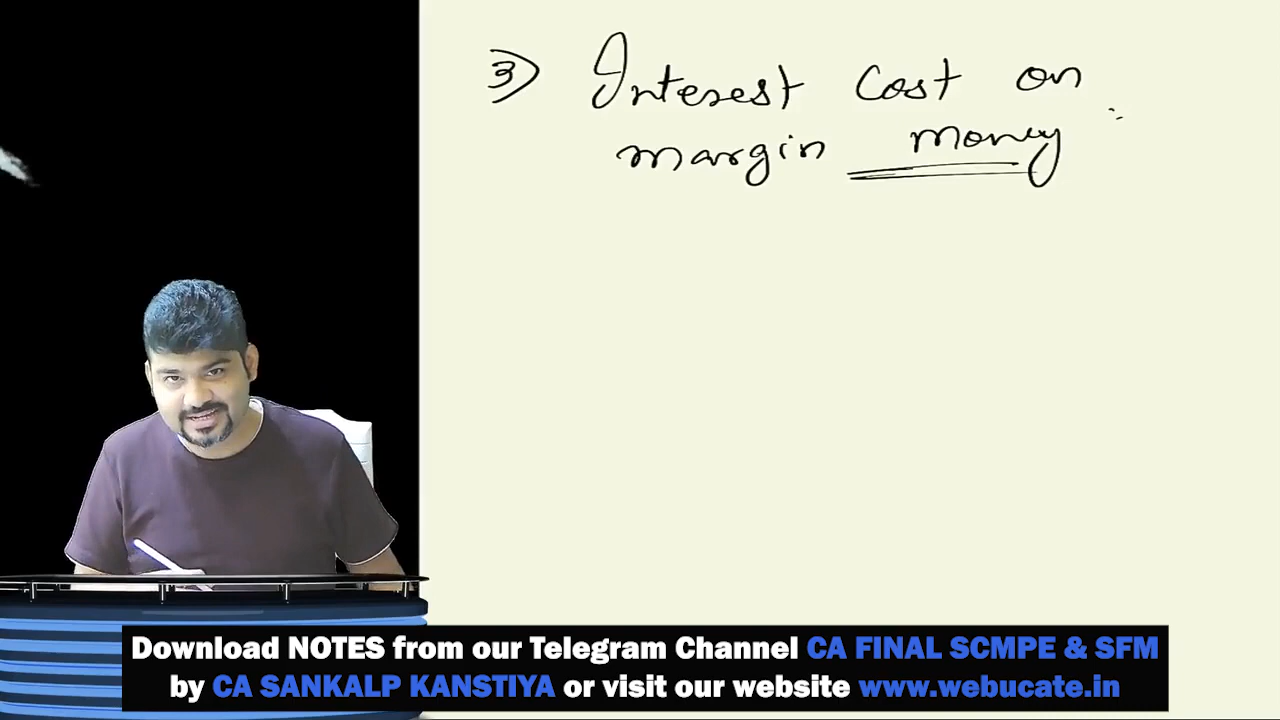 3) Interest Cost on
margin money :
Download NOTES from our Telegram Channel CA FINAL SCMPE & SFM
by CA SANKALP KANSTIYA or visit our website www.webucate.in